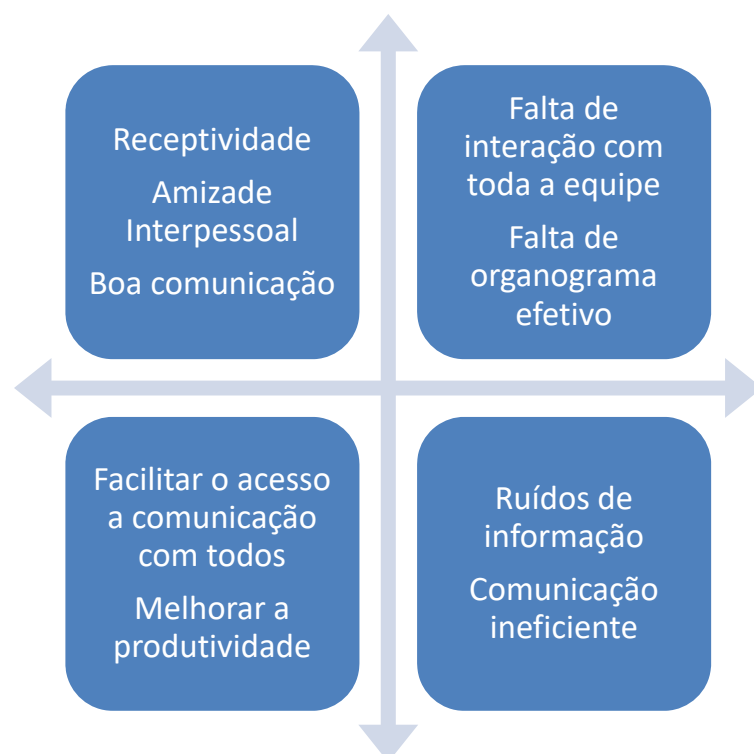 Receptividade
Amizade
Interpessoal
Boa comunicação
Falta de
interação com
toda a equipe
Falta de
organograma
efetivo
Facilitar o acesso
a comunicação
com todos
Melhorar a
produtividade
Ruídos de
informação
Comunicação
ineficiente